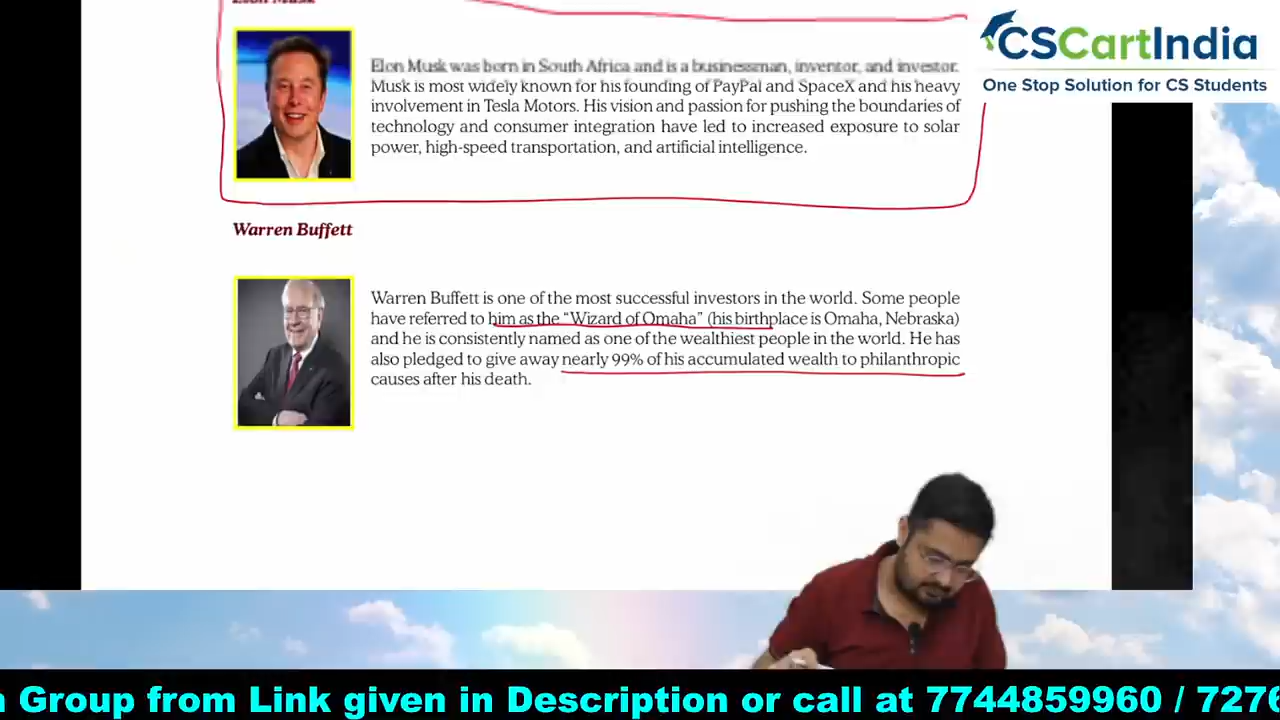 Elon Musk
CSCartIndia
One Stop Solution for CS Students
Elon Musk was born in South Africa and is a businessman, inventor, and investor.
Musk is most widely known for his founding of PayPal and SpaceX and his heavy
involvement in Tesla Motors. His vision and passion for pushing the boundaries of
technology and consumer integration have led to increased exposure to solar
power, high-speed transportation, and artificial intelligence.
Warren Buffett
Warren Buffett is one of the most successful investors in the world. Some people
have referred to him as the “Wizard of Omaha” (his birthplace is Omaha, Nebraska)
and he is consistently named as one of the wealthiest people in the world. He has
also pledged to give away nearly 99% of his accumulated wealth to philanthropic
causes after his death.
Group from Link given in Description or call at 7744859960 / 727